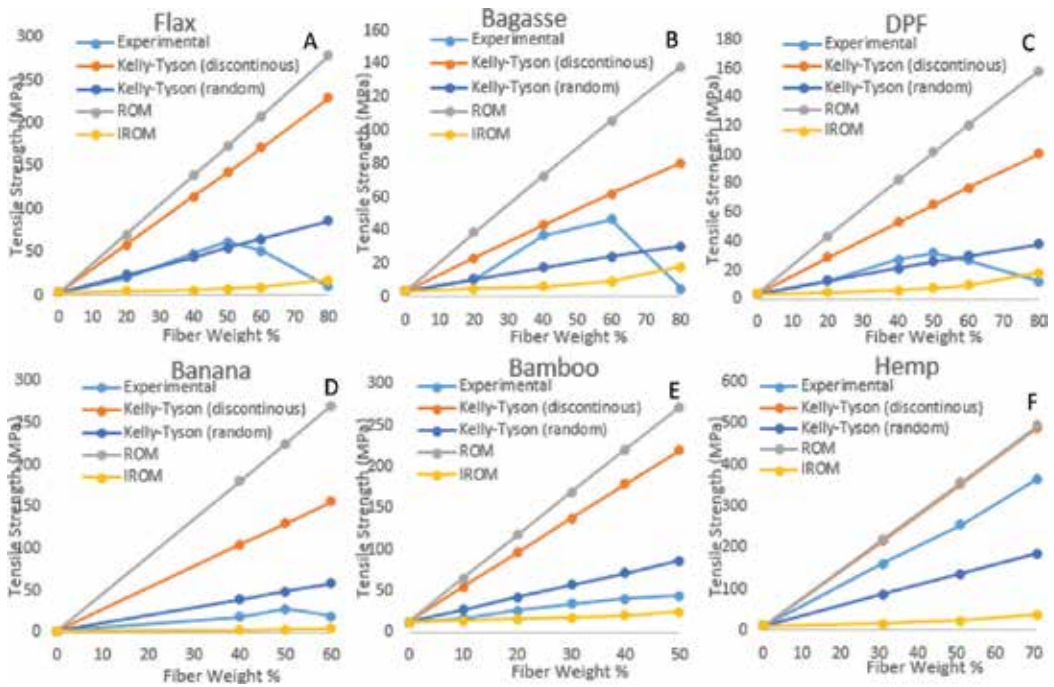 Flax
A
Experimental
Kelly-Tyson (discontinous)
Kelly-Tyson (random)
ROM
IROM
Tensile Strength (MPa)
300
250
200
150
100
50
0
0 10 20 30 40 50 60 70 80
Fiber Weight %
Bagasse
B
Experimental
Kelly-Tyson (discontinous)
Kelly-Tyson (random)
ROM
IROM
Tensile Strength (MPa)
160
140
120
100
80
60
40
20
0
0 10 20 30 40 50 60 70 80
Fiber Weight %
DPF
C
Experimental
Kelly-Tyson (discontinous)
Kelly-Tyson (random)
ROM
IROM
Tensile Strenegth (MPa)
180
160
140
120
100
80
60
40
20
0
0 10 20 30 40 50 60 70 80
Fiber Weight %
Banana
D
Experimental
Kelly-Tyson (discontinous)
Kelly-Tyson (random)
ROM
IROM
Tensile Strength (MPa)
300
250
200
150
100
50
0
0 10 20 30 40 50 60
Fiber Weight %
Bamboo
E
Experimental
Kelly-Tyson (discontinous)
Kelly-Tyson (random)
ROM
IROM
Tensile Strength (MPa)
300
250
200
150
100
50
0
0 10 20 30 40 50
Fiber Weight %
Hemp
F
Experimental
Kelly-Tyson (discontinous)
Kelly-Tyson (random)
ROM
IROM
Tensile Strength (MPa)
600
500
400
300
200
100
0
0 10 20 30 40 50 60 70
Fiber Weight %